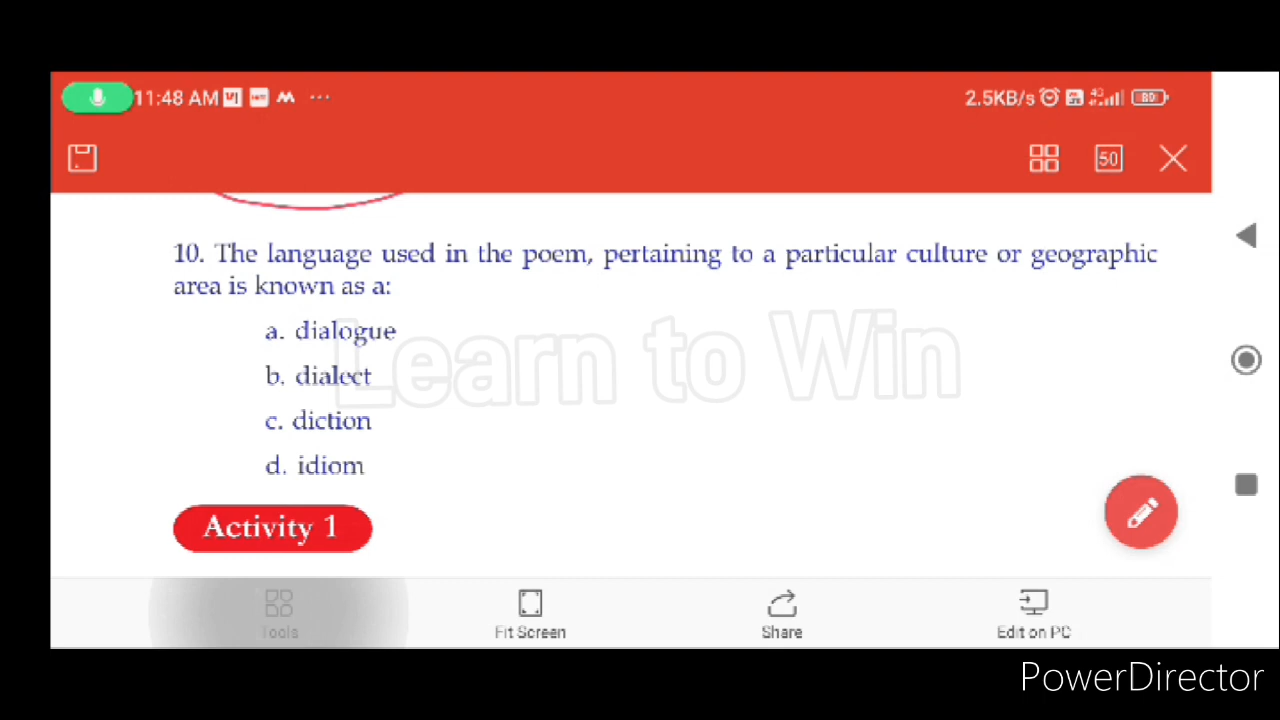 11:48 AM ...
2.5KB/s 4G 80
50
10. The language used in the poem, pertaining to a particular culture or geographic
area is known as a:
a. dialogue
b. dialect
c. diction
d. idiom
Learn to Win
Activity 1
Tools
Fit Screen
Share
Edit on PC
PowerDirector